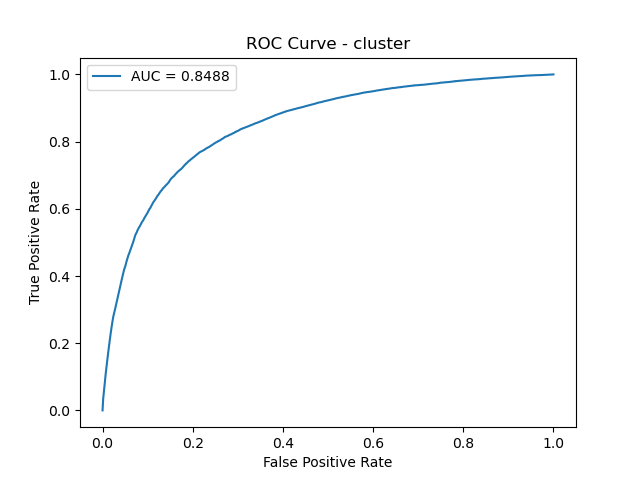 ROC Curve - cluster
AUC = 0.8488
1.0
0.8
0.6
0.4
0.2
0.0
True Positive Rate
0.0 0.2 0.4 0.6 0.8 1.0
False Positive Rate